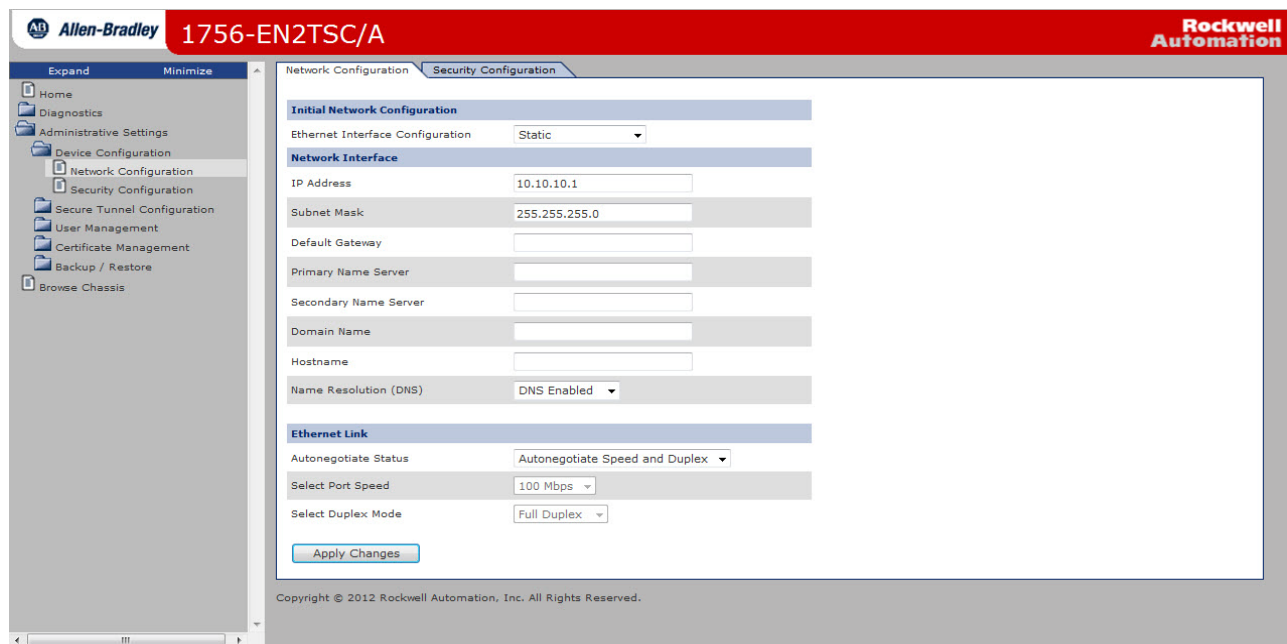 AB Allen-Bradley
1756-EN2TSC/A
Rockwell
Automation
Expand Minimize
Home
Diagnostics
Administrative Settings
Device Configuration
Network Configuration
Security Configuration
Secure Tunnel Configuration
User Management
Certificate Management
Backup / Restore
Browse Chassis
Network Configuration Security Configuration
Initial Network Configuration
Ethernet Interface Configuration Static
Network Interface
IP Address 10.10.10.1
Subnet Mask 255.255.255.0
Default Gateway
Primary Name Server
Secondary Name Server
Domain Name
Hostname
Name Resolution (DNS) DNS Enabled
Ethernet Link
Autonegotiate Status Autonegotiate Speed and Duplex
Select Port Speed 100 Mbps
Select Duplex Mode Full Duplex
Apply Changes
Copyright © 2012 Rockwell Automation, Inc. All Rights Reserved.